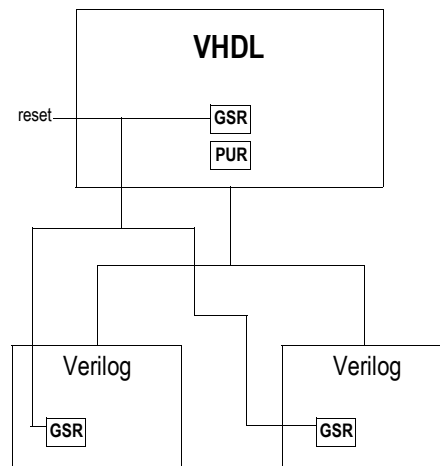 VHDL
reset
GSR
PUR
Verilog
Verilog
GSR
GSR